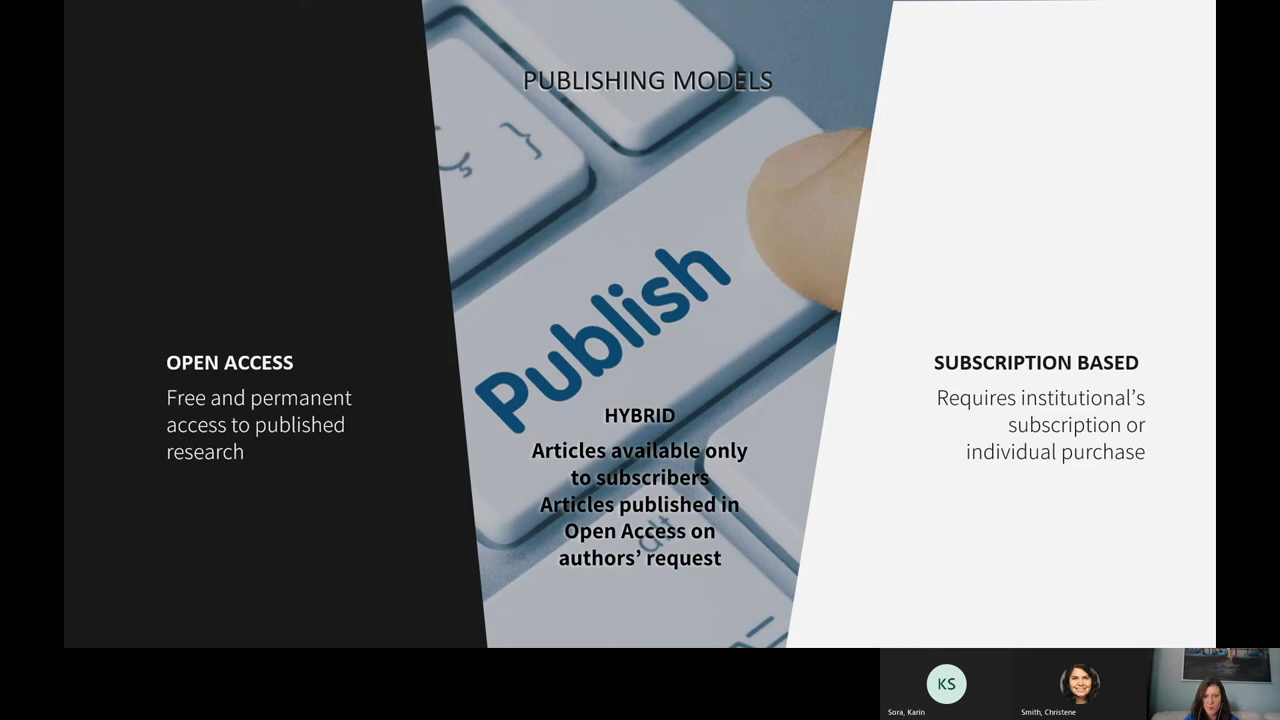 PUBLISHING MODELS
Publish
alt
OPEN ACCESS
Free and permanent
access to published
research
HYBRID
Articles available only
to subscribers
Articles published in
Open Access on
authors’ request
SUBSCRIPTION BASED
Requires institutional’s
subscription or
individual purchase
KS
Sora, Karin
Smith, Christene